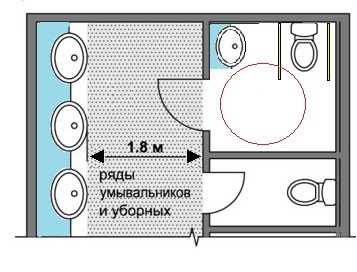 1.8 м
ряды
умывальников
и уборных